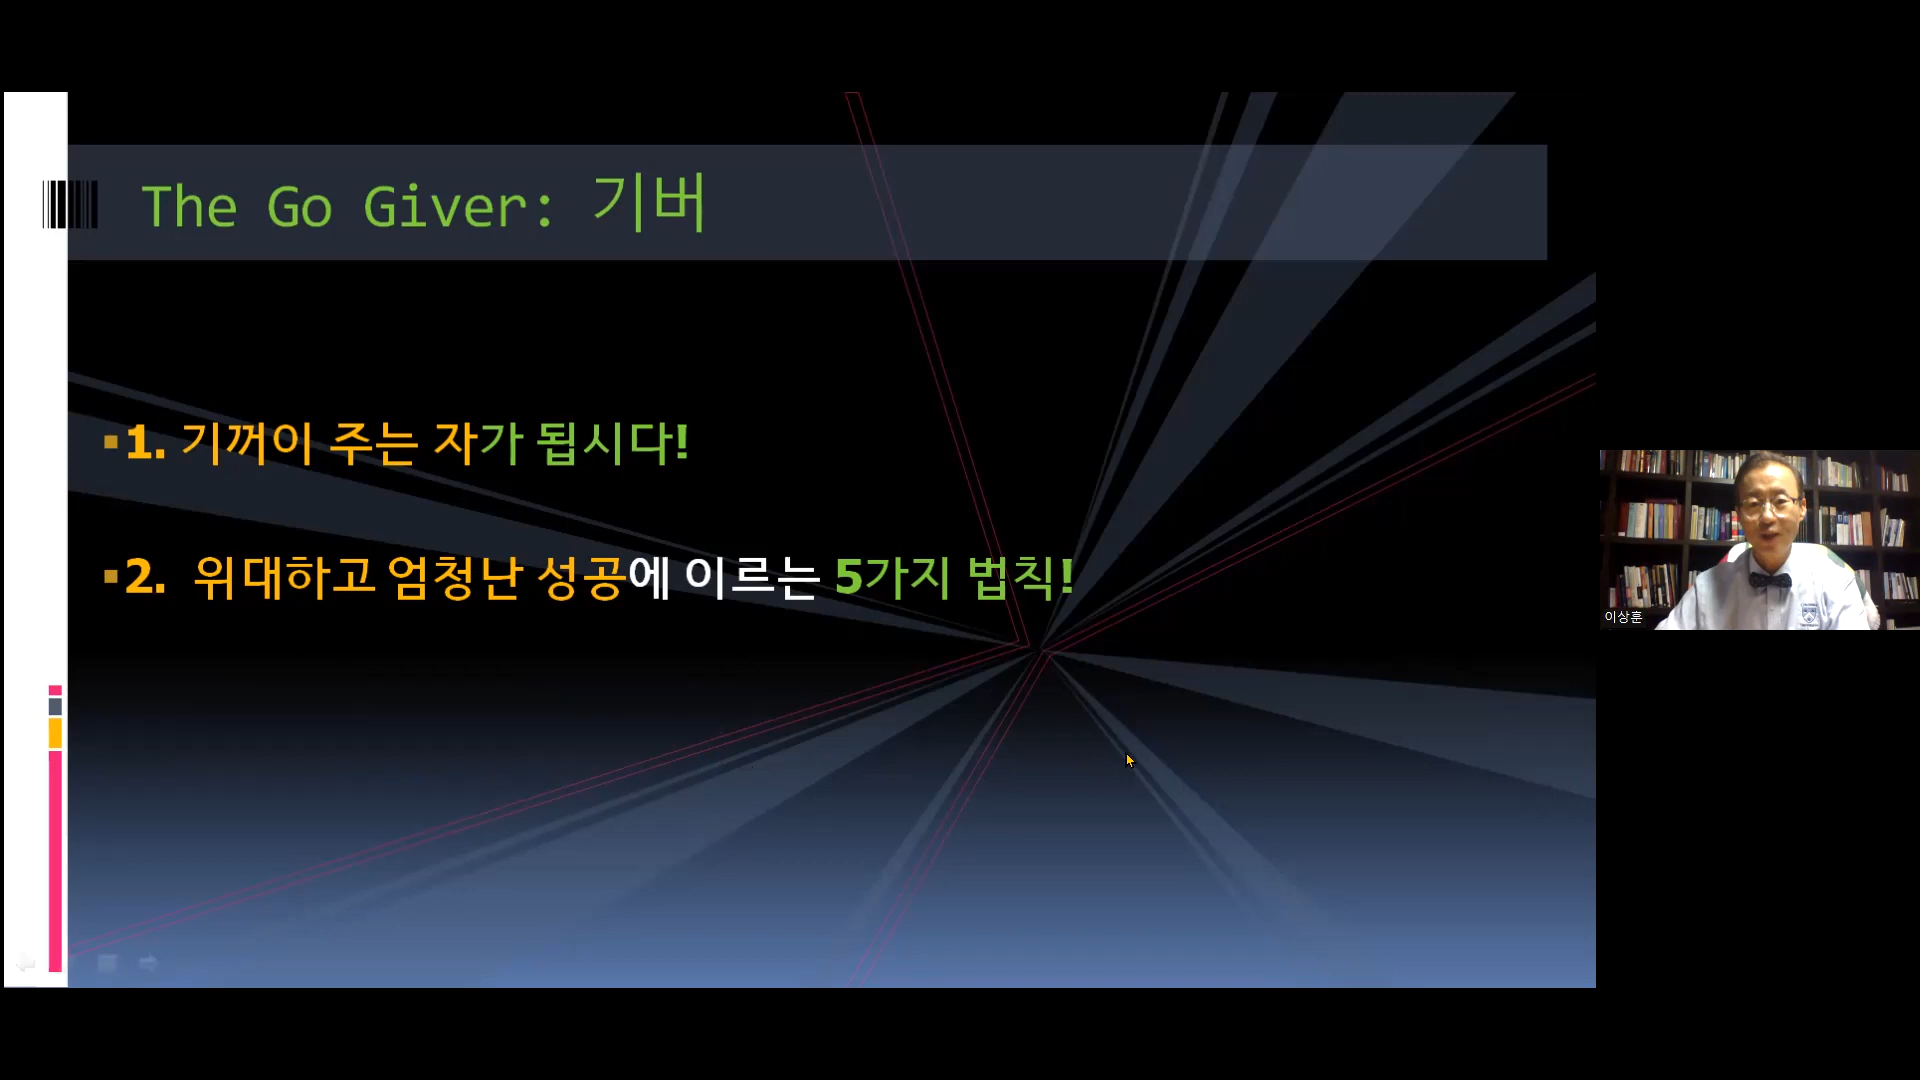 The Go Giver: 기버
▪1. 기꺼이 주는 자가 됩시다!
▪2. 위대하고 엄청난 성공에 이르는 5가지 법칙!
이상훈